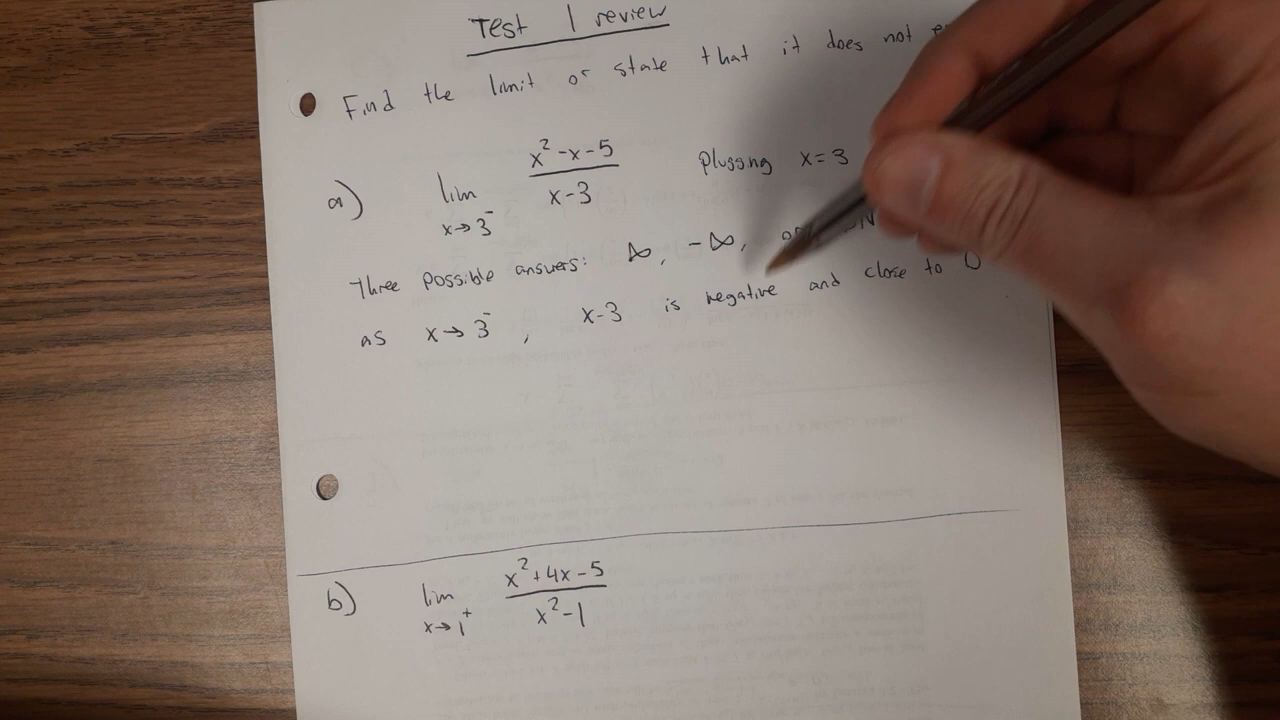 Test 1 review
Find the limit or state that it does not
a) lim x→3⁻ (x²-x-5)/(x-3) plugging x=3
Three possible answers: ∞, -∞, or
as x→3⁻, x-3 is negative and close to 0
b) lim x→1⁺ (x²+4x-5)/(x²-1)